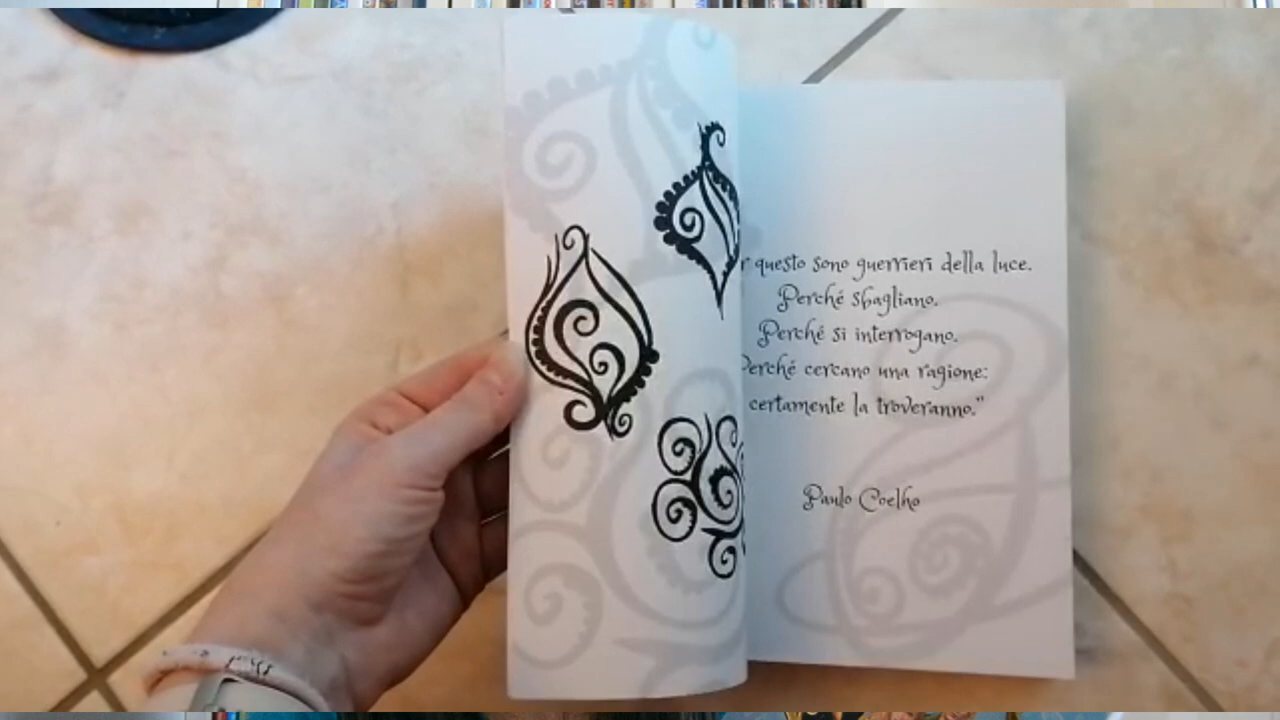 questo sono guerrieri della luce.
Perché sbagliano.
Perché si interrogano.
Perché cercano una ragione:
certamente la troveranno."
Paulo Coelho